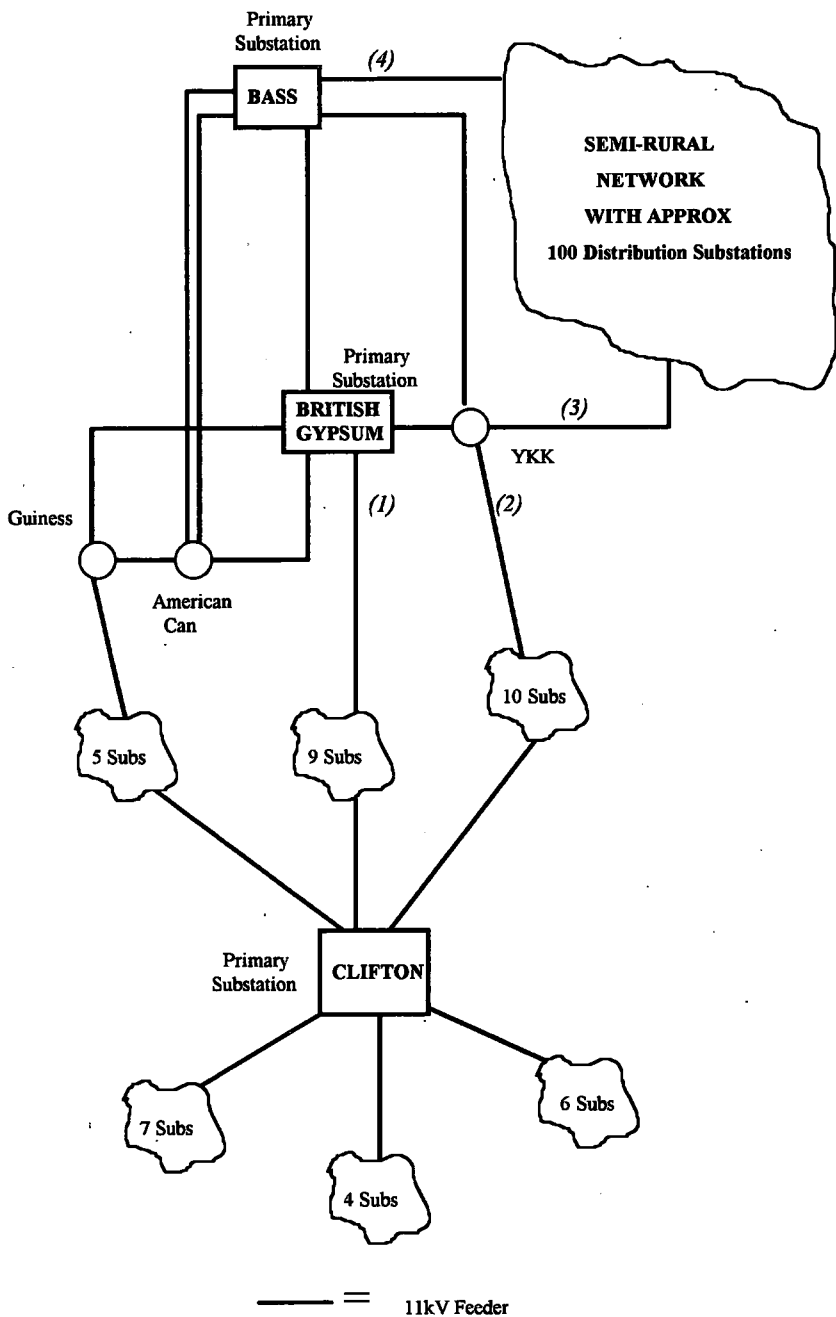 Primary
Substation
BASS
(4)
SEMI-RURAL
NETWORK
WITH APPROX
100 Distribution Substations
Primary
Substation
BRITISH
GYPSUM
(3)
YKK
(1)
(2)
Guiness
American
Can
10 Subs
5 Subs
9 Subs
Primary
Substation
CLIFTON
7 Subs
6 Subs
4 Subs
= 11kV Feeder